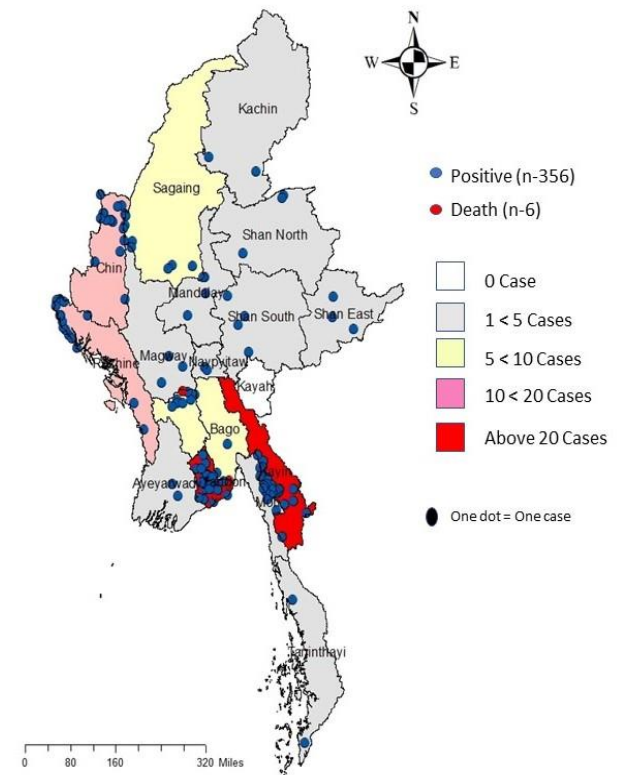 N
W E
S
Kachin
Positive (n-356)
Sagaing
Death (n-6)
Shan North
Chin
0 Case
Mandalay
Shan South
Shan East
1 < 5 Cases
Magway
Naypyitaw
5 < 10 Cases
Kayah
10 < 20 Cases
Bago
Above 20 Cases
Ayeyarwady
One dot = One case
Taninthayi
0 80 160 320 Miles